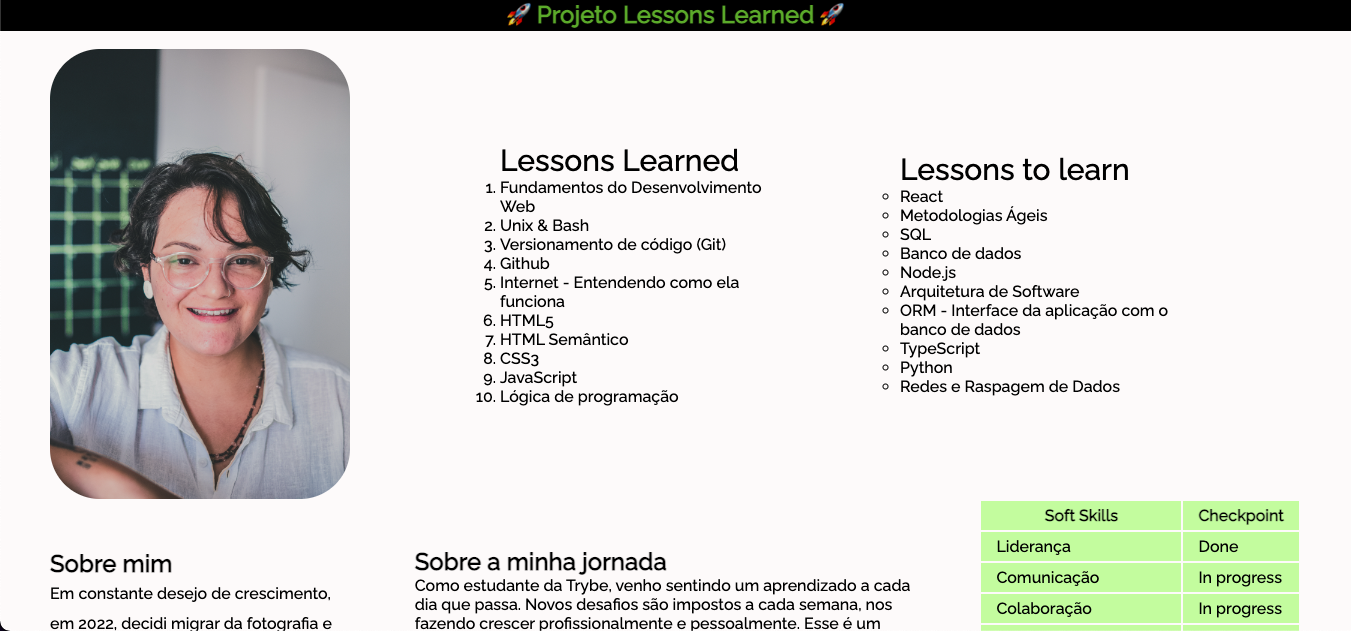 🚀 Projeto Lessons Learned 🚀
Lessons Learned
1. Fundamentos do Desenvolvimento
Web
2. Unix & Bash
3. Versionamento de código (Git)
4. Github
5. Internet - Entendendo como ela
funciona
6. HTML5
7. HTML Semântico
8. CSS3
9. JavaScript
10. Lógica de programação
Lessons to learn
React
Metodologias Ágeis
SQL
Banco de dados
Node.js
Arquitetura de Software
ORM - Interface da aplicação com o
banco de dados
TypeScript
Python
Redes e Raspagem de Dados
Sobre mim
Em constante desejo de crescimento,
em 2022, decidi migrar da fotografia e
Sobre a minha jornada
Como estudante da Trybe, venho sentindo um aprendizado a cada
dia que passa. Novos desafios são impostos a cada semana, nos
fazendo crescer profissionalmente e pessoalmente. Esse é um
Soft Skills Checkpoint
Liderança Done
Comunicação In progress
Colaboração In progress